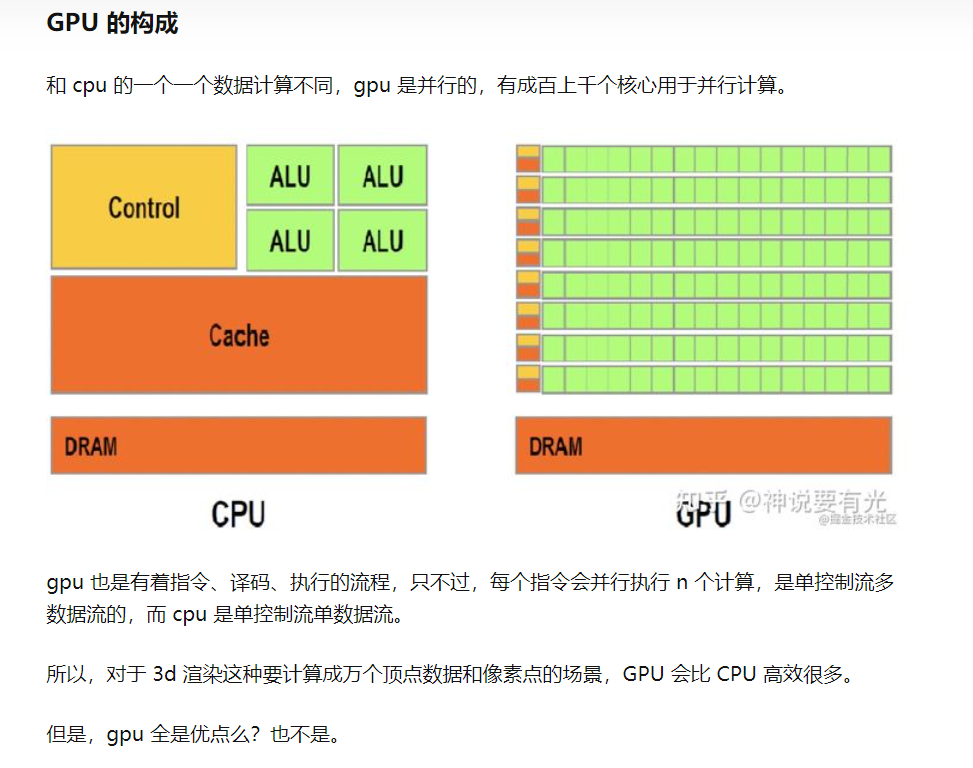 GPU 的构成
和 cpu 的一个一个数据计算不同，gpu 是并行的，有成百上千个核心用于并行计算。
Control
ALU
ALU
ALU
ALU
Cache
DRAM
CPU
DRAM
GPU
知乎 @神说要有光
@掘金技术社区
gpu 也是有着指令、译码、执行的流程，只不过，每个指令会并行执行 n 个计算，是单控制流多
数据流的，而 cpu 是单控制流单数据流。
所以，对于 3d 渲染这种要计算成万个顶点数据和像素点的场景，GPU 会比 CPU 高效很多。
但是，gpu 全是优点么？也不是。